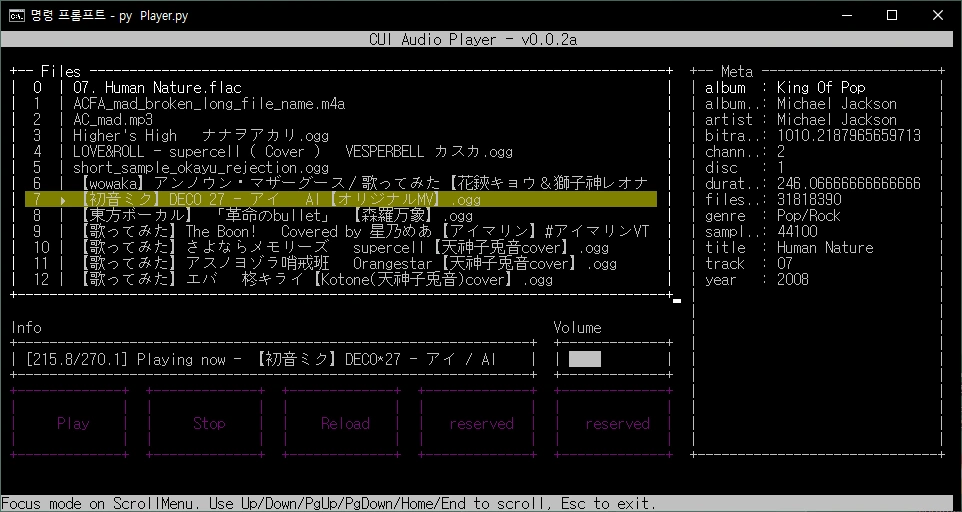 명령 프롬프트 - py Player.py
CUI Audio Player - v0.0.2a
Files
0 07. Human Nature.flac
1 ACFA_mad_broken_long_file_name.m4a
2 AC_mad.mp3
3 Higher's High ナナヲアカリ.ogg
4 LOVE&ROLL - supercell ( Cover ) VESPERBELL カスカ.ogg
5 short_sample_okayu_rejection.ogg
6 【wowaka】アンノウン・マザーグース/歌ってみた【花鋏キョウ&獅子神レオナ
7 ▸ 【初音ミク】DECO 27 - アイ AI【オリジナルMV】.ogg
8 【東方ボーカル】 「革命のbullet」 【森羅万象】.ogg
9 【歌ってみた】The Boon! Covered by 星乃めあ【アイマリン】#アイマリンVT
10 【歌ってみた】さよならメモリーズ supercell【天神子兎音cover】.ogg
11 【歌ってみた】アスノヨゾラ哨戒班 Orangestar【天神子兎音cover】.ogg
12 【歌ってみた】エバ 柊キライ【Kotone(天神子兎音)cover】.ogg
Meta
album : King Of Pop
album..: Michael Jackson
artist : Michael Jackson
bitra..: 1010.2187965659713
chann..: 2
disc : 1
durat..: 246.06666666666666
files..: 31818390
genre : Pop/Rock
sampl..: 44100
title : Human Nature
track : 07
year : 2008
Info
[215.8/270.1] Playing now - 【初音ミク】DECO*27 - アイ / AI
Volume
Play
Stop
Reload
reserved
reserved
Focus mode on ScrollMenu. Use Up/Down/PgUp/PgDown/Home/End to scroll, Esc to exit.